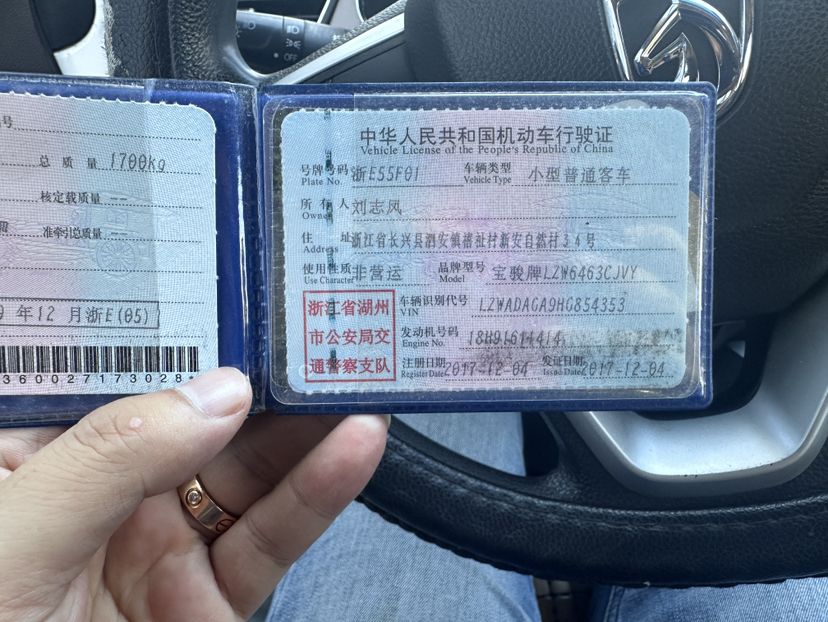 号
总质量 1700kg
核定载质量 --
准牵引总质量 --
年12月浙E(05)
360027173028*
OFF
中华人民共和国机动车行驶证
Vehicle License of the People's Republic of China
号牌号码 浙E55F01 车辆类型 小型普通客车
Plate No. Vehicle Type
所有人 刘志凤
Owner
住址 浙江省长兴县泗安镇禧祉村新安自然村34号
Address
使用性质 非营运 品牌型号 宝骏牌LZW6463CJVY
Use Character Model
浙江省湖州
市公安局交
通警察支队
车辆识别代号 LZWADAGA9HG854353
VIN
发动机号码 18H91614414
Engine No.
注册日期 2017-12-04 发证日期 2017-12-04
Register Date Issue Date